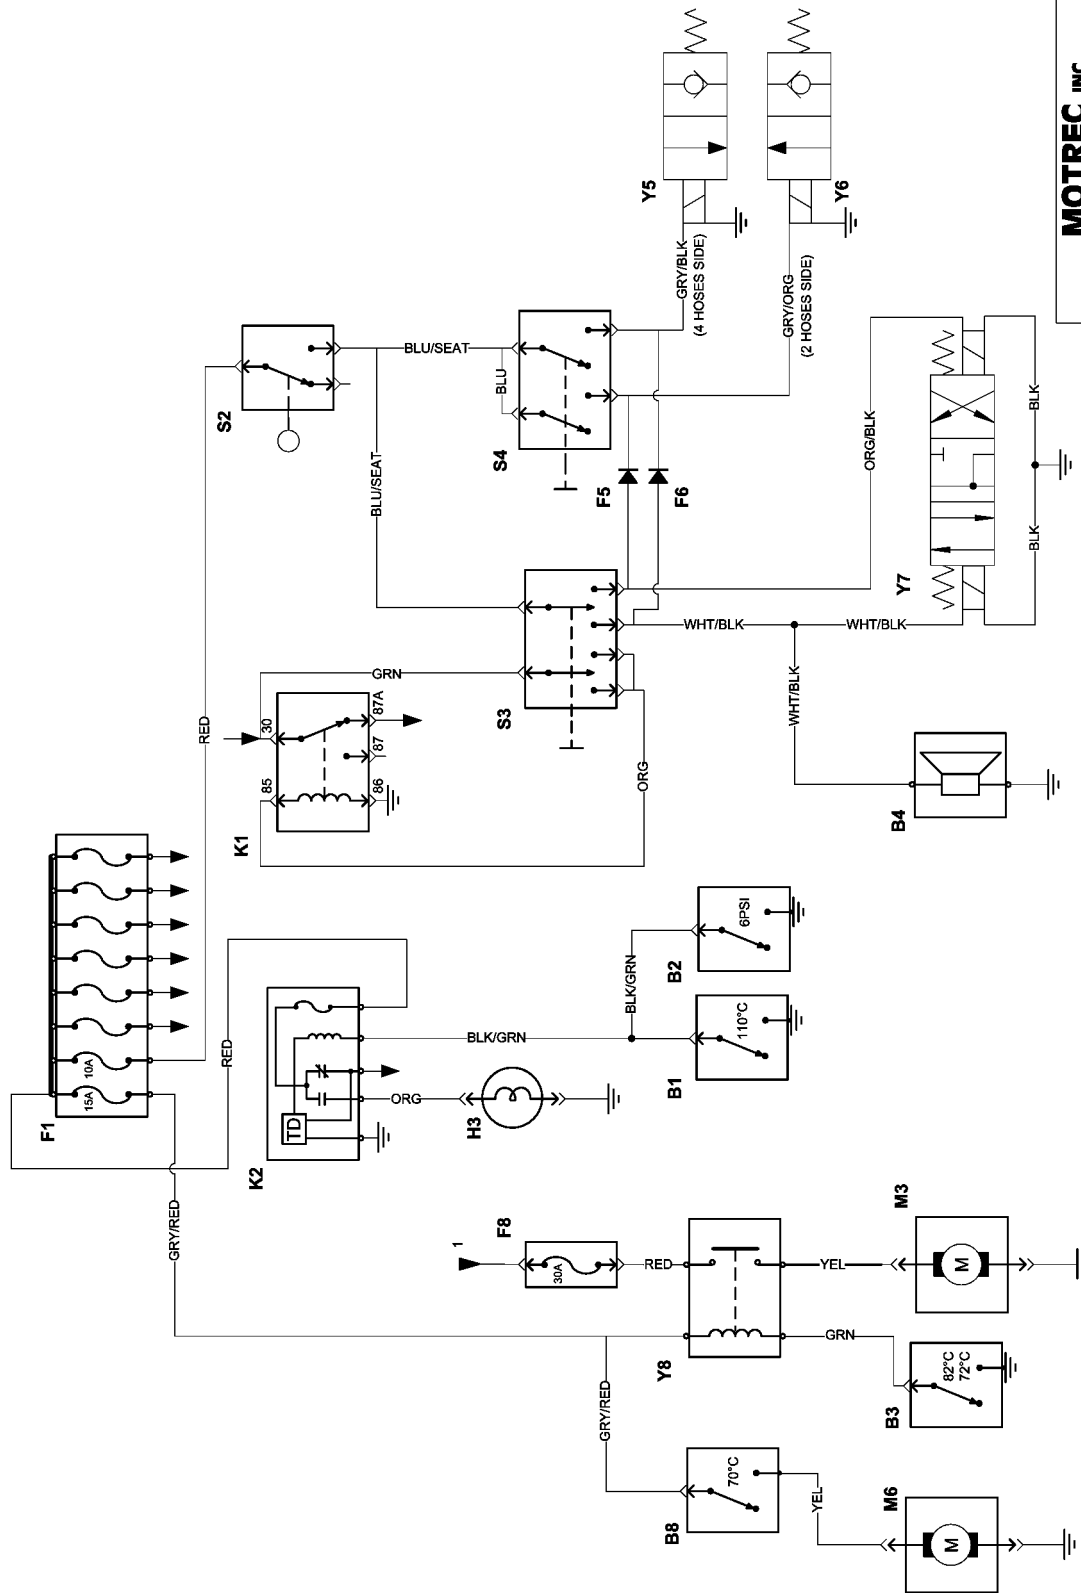 MOTREC INC
Y5
Y6
GRY/BLK
(4 HOSES SIDE)
GRY/ORG
(2 HOSES SIDE)
S2
BLU/SEAT
BLU
S4
BLU/SEAT
F5
F6
ORG/BLK
BLK
BLK
Y7
RED
GRN
30
87A
87
85
86
K1
S3
WHT/BLK
WHT/BLK
WHT/BLK
ORG
B4
F1
10A
15A
RED
K2
TD
BLK/GRN
BLK/GRN
ORG
H3
B2
6PSI
B1
110°C
GRY/RED
1
F8
30A
RED
YEL
M3
M
Y8
GRN
B3
82°C
72°C
GRY/RED
B8
70°C
YEL
M6
M